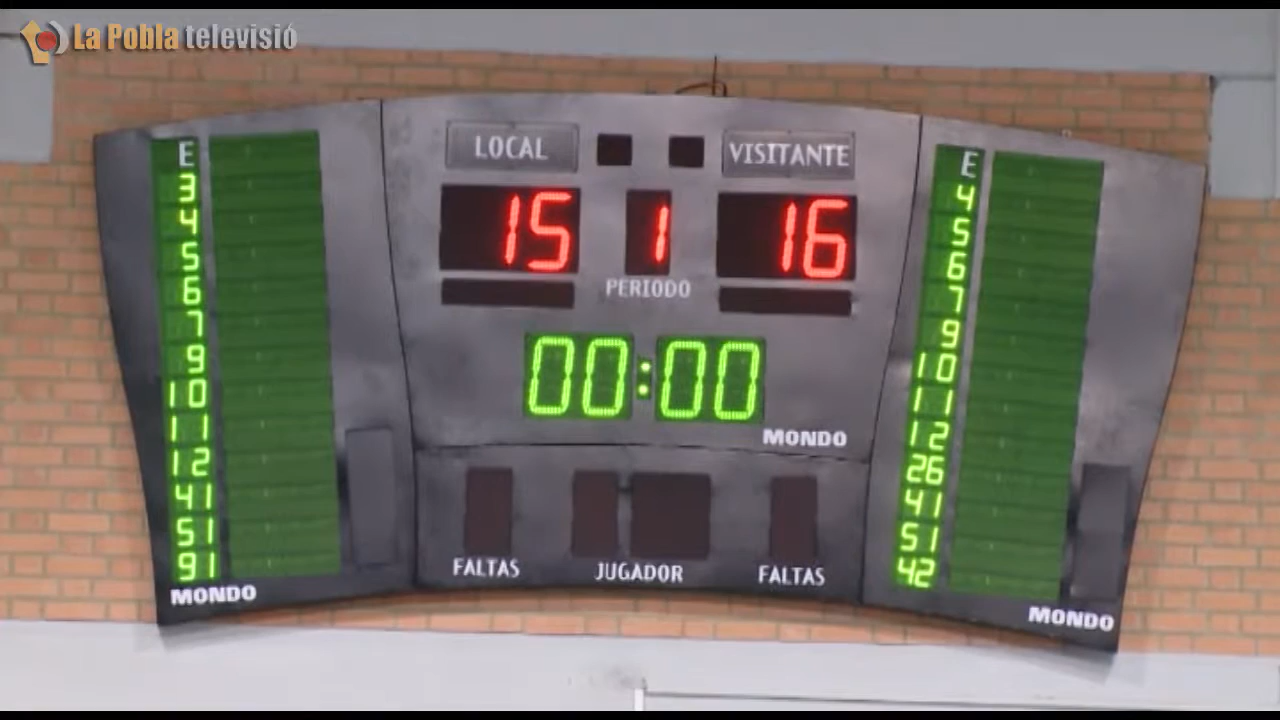 La Pobla televisió
LOCAL
VISITANTE
15
1
16
PERIODO
00:00
MONDO
FALTAS
JUGADOR
FALTAS
E
3
4
5
6
7
9
10
11
12
41
51
91
MONDO
E
4
5
6
7
9
10
11
12
26
41
51
42
MONDO